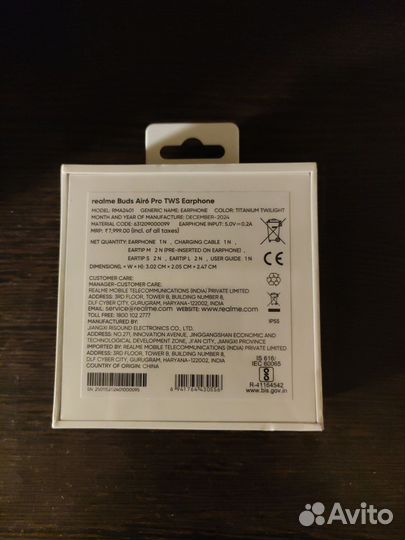 realme Buds Air6 Pro TWS Earphone
MODEL: RMA2401 GENERIC NAME: EARPHONE COLOR: TITANIUM TWILIGHT
MONTH AND YEAR OF MANUFACTURE: DECEMBER-2024
MATERIAL CODE: 631209000099 EARPHONE INPUT: 5.0V⎓0.2A
MRP: ₹7,999.00 (incl. of all taxes)
NET QUANTITY: EARPHONE 1 N , CHARGING CABLE 1 N ,
EARTIP M 2 N (PRE-INSERTED ON EARPHONE) ,
EARTIP S 2 N , EARTIP L 2 N , USER GUIDE 1 N
DIMENSION(L × W × H): 3.02 CM × 2.05 CM × 2.47 CM
CUSTOMER CARE:
MANAGER-CUSTOMER CARE:
REALME MOBILE TELECOMMUNICATIONS (INDIA) PRIVATE LIMITED
ADDRESS: 3RD FLOOR, TOWER B, BUILDING NUMBER 8,
DLF CYBER CITY, GURUGRAM, HARYANA-122002, INDIA
EMAIL: service@realme.com www.realme.com
TOLL FREE: 1800 102 2777
MANUFACTURED BY:
JIANGXI RISOUND ELECTRONICS CO., LTD.
ADDRESS: NO.271, INNOVATION AVENUE, JINGGANGSHAN ECONOMIC AND
TECHNOLOGICAL DEVELOPMENT ZONE, JI'AN CITY, JIANGXI PROVINCE
IMPORTED BY: REALME MOBILE TELECOMMUNICATIONS (INDIA) PRIVATE LIMITED
ADDRESS: 3RD FLOOR, TOWER B, BUILDING NUMBER 8,
DLF CYBER CITY, GURUGRAM, HARYANA-122002, INDIA
COUNTRY OF ORIGIN: CHINA
CE
IP55
IS 616/
IEC 60065
R-41164542
www.bis.gov.in
Avito